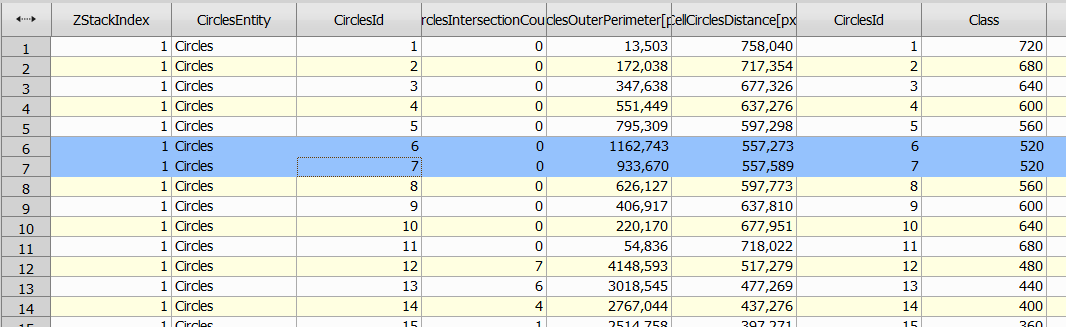 ZStackIndex CirclesEntity CirclesId rclesIntersectionCou clesOuterPerimeter[p CellCirclesDistance[px CirclesId Class
1 1 Circles 1 0 13,503 758,040 1 720
2 1 Circles 2 0 172,038 717,354 2 680
3 1 Circles 3 0 347,638 677,326 3 640
4 1 Circles 4 0 551,449 637,276 4 600
5 1 Circles 5 0 795,309 597,298 5 560
6 1 Circles 6 0 1162,743 557,273 6 520
7 1 Circles 7 0 933,670 557,589 7 520
8 1 Circles 8 0 626,127 597,773 8 560
9 1 Circles 9 0 406,917 637,810 9 600
10 1 Circles 10 0 220,170 677,951 10 640
11 1 Circles 11 0 54,836 718,022 11 680
12 1 Circles 12 7 4148,593 517,279 12 480
13 1 Circles 13 6 3018,545 477,269 13 440
14 1 Circles 14 4 2767,044 437,276 14 400
15 1 Circles 15 1 2514,758 397,271 15 360